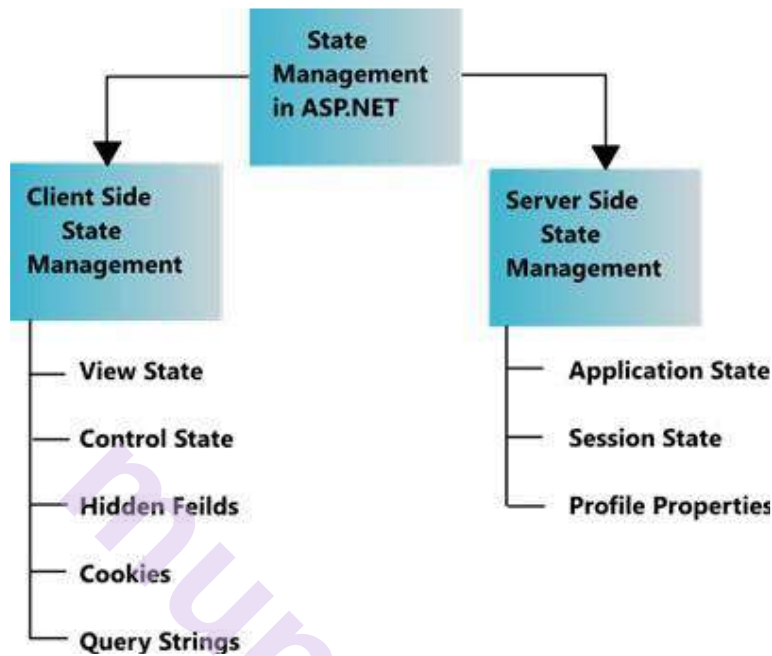 State
Management
in ASP.NET
Client Side
State
Management
View State
Control State
Hidden Feilds
Cookies
Query Strings
Server Side
State
Management
Application State
Session State
Profile Properties